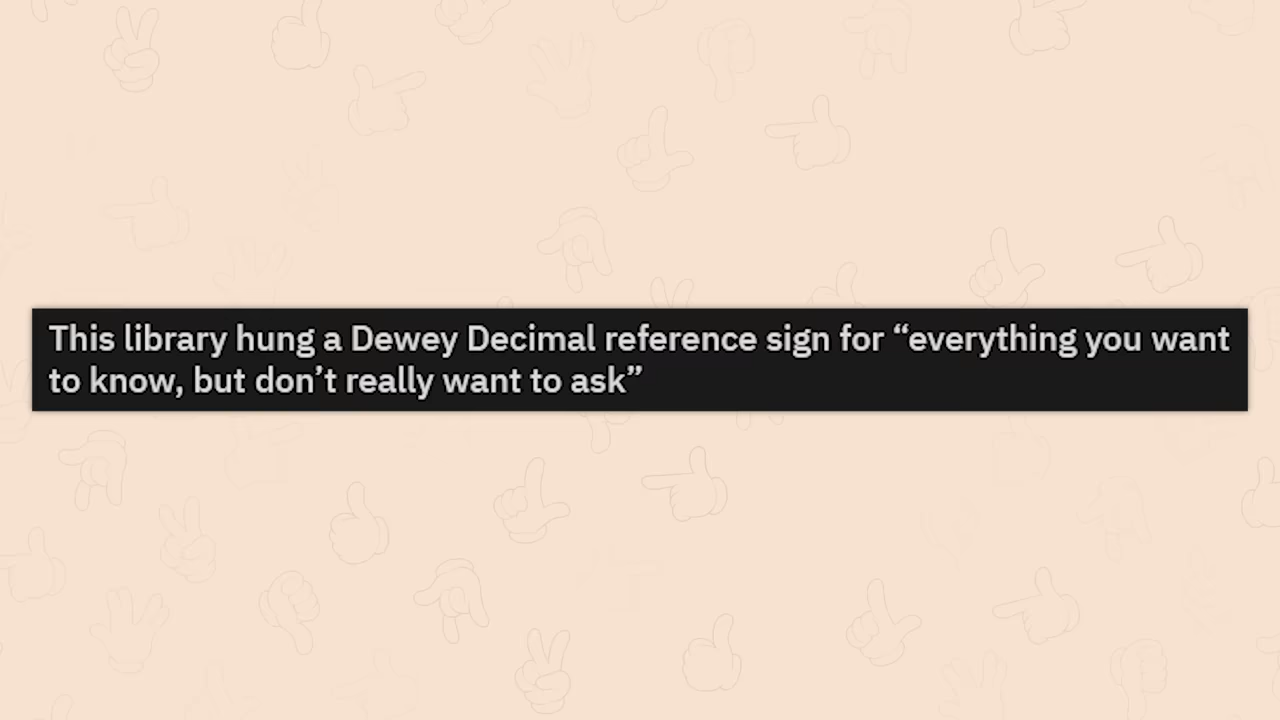 This library hung a Dewey Decimal reference sign for “everything you want
to know, but don’t really want to ask”